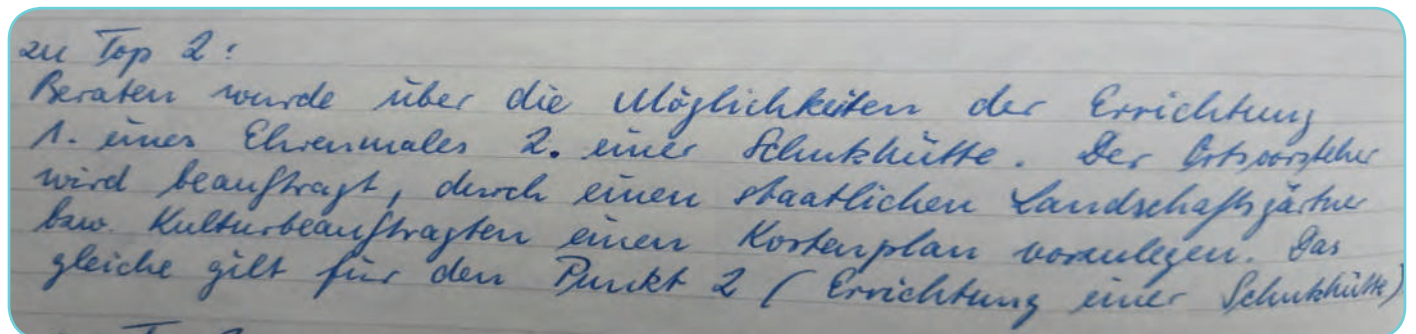 zu Top 2:
Beraten wurde über die Möglichkeiten der Errichtung
1. eines Ehrenmales 2. einer Schutzhütte. Der Ortsvorsteher
wird beauftragt, durch einen staatlichen Landschaftsgärtner
bzw. Kulturbeauftragten einen Kostenplan vorzulegen. Das
gleiche gilt für den Punkt 2 (Errichtung einer Schutzhütte)